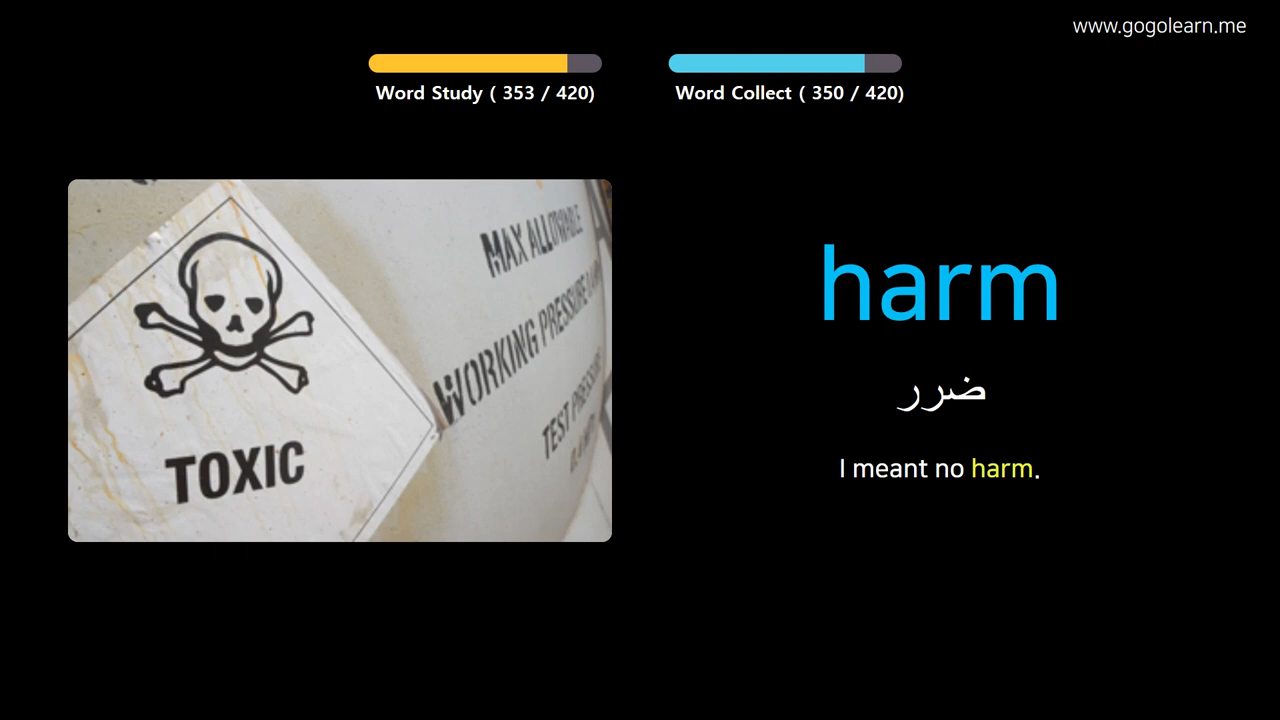 www.gogolearn.me
Word Study ( 353 / 420)
Word Collect ( 350 / 420)
MAX ALLOWABLE
WORKING PRESSURE
TEST PRESSURE
TOXIC
harm
ضرر
I meant no harm.